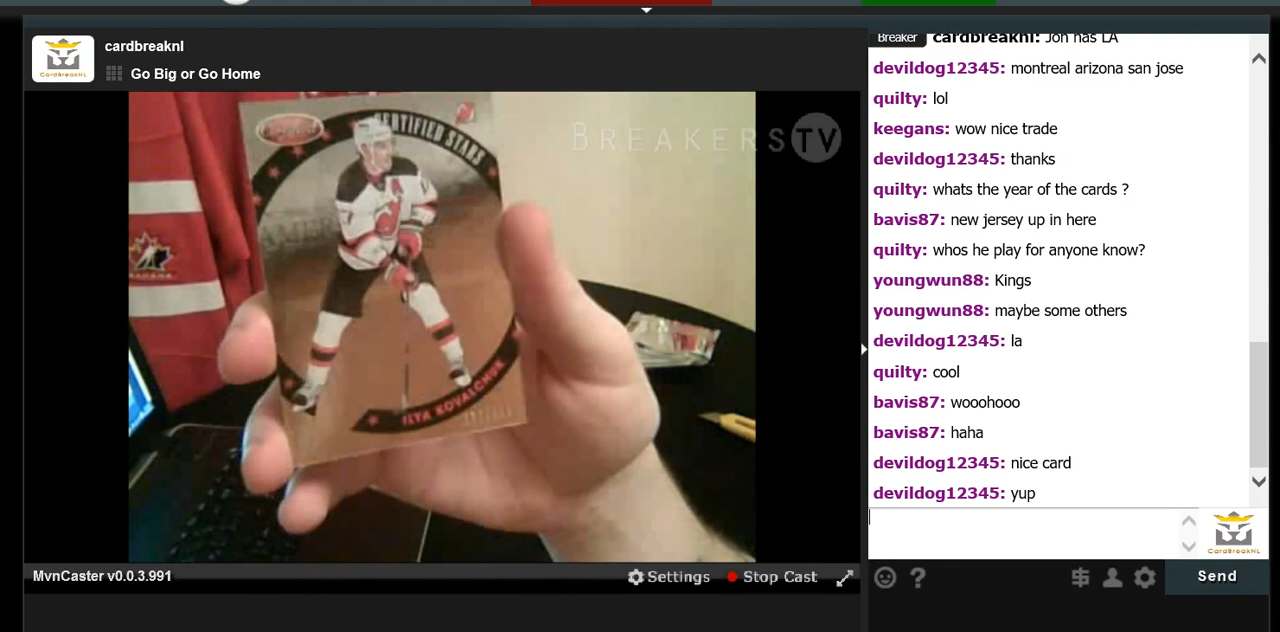 cardbreaknl
CardBreakNL
Go Big or Go Home
BREAKERSTV
CERTIFIED STARS
ILYA KOVALCHUK
MvnCaster v0.0.3.991
Settings
Stop Cast
Breaker cardbreaknl: Joh has LA
devildog12345: montreal arizona san jose
quilty: lol
keegans: wow nice trade
devildog12345: thanks
quilty: whats the year of the cards ?
bavis87: new jersey up in here
quilty: whos he play for anyone know?
youngwun88: Kings
youngwun88: maybe some others
devildog12345: la
quilty: cool
bavis87: wooohooo
bavis87: haha
devildog12345: nice card
devildog12345: yup
CardBreakNL
Send